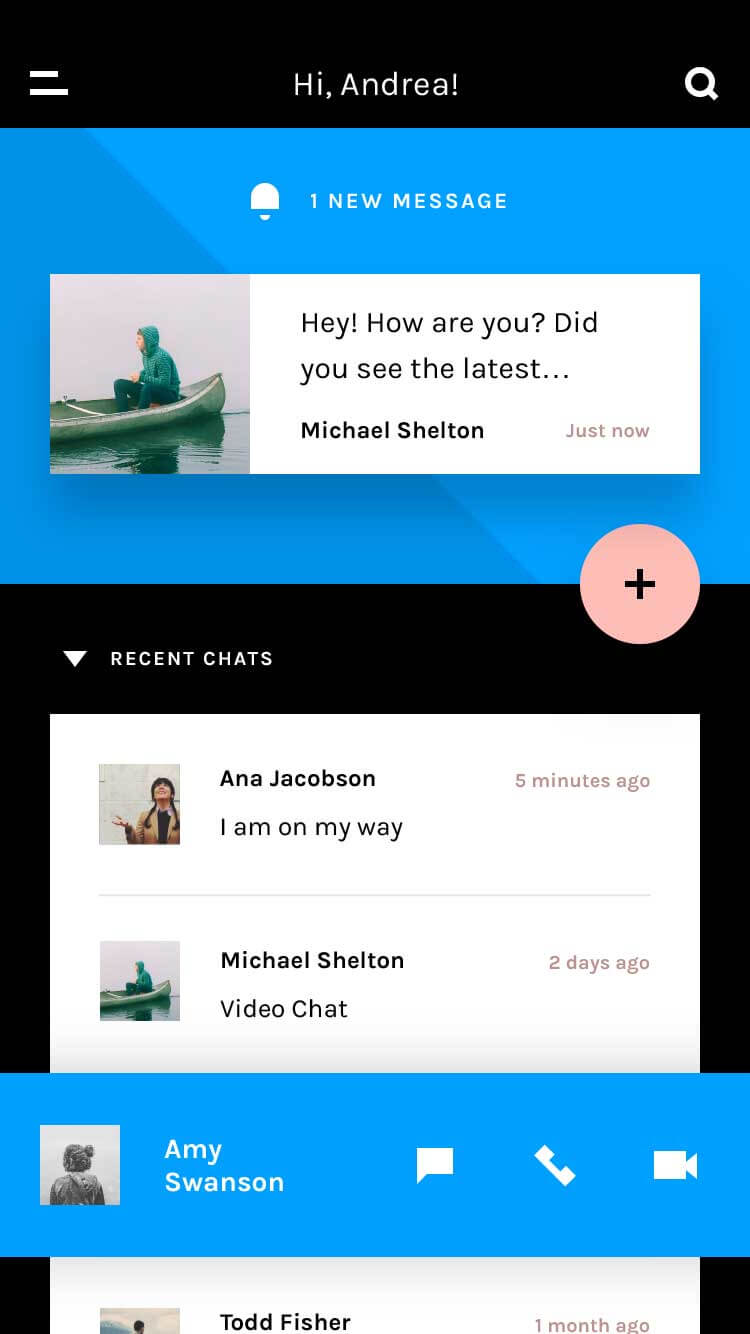 Hi, Andrea!
1 NEW MESSAGE
Hey! How are you? Did
you see the latest...
Michael Shelton Just now
RECENT CHATS
Ana Jacobson 5 minutes ago
I am on my way
Michael Shelton 2 days ago
Video Chat
Amy
Swanson
Todd Fisher 1 month ago